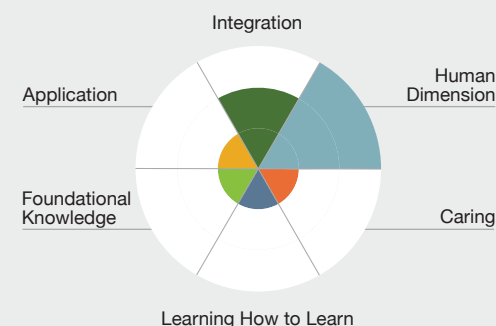 Integration
Human
Dimension
Application
Foundational
Knowledge
Caring
Learning How to Learn